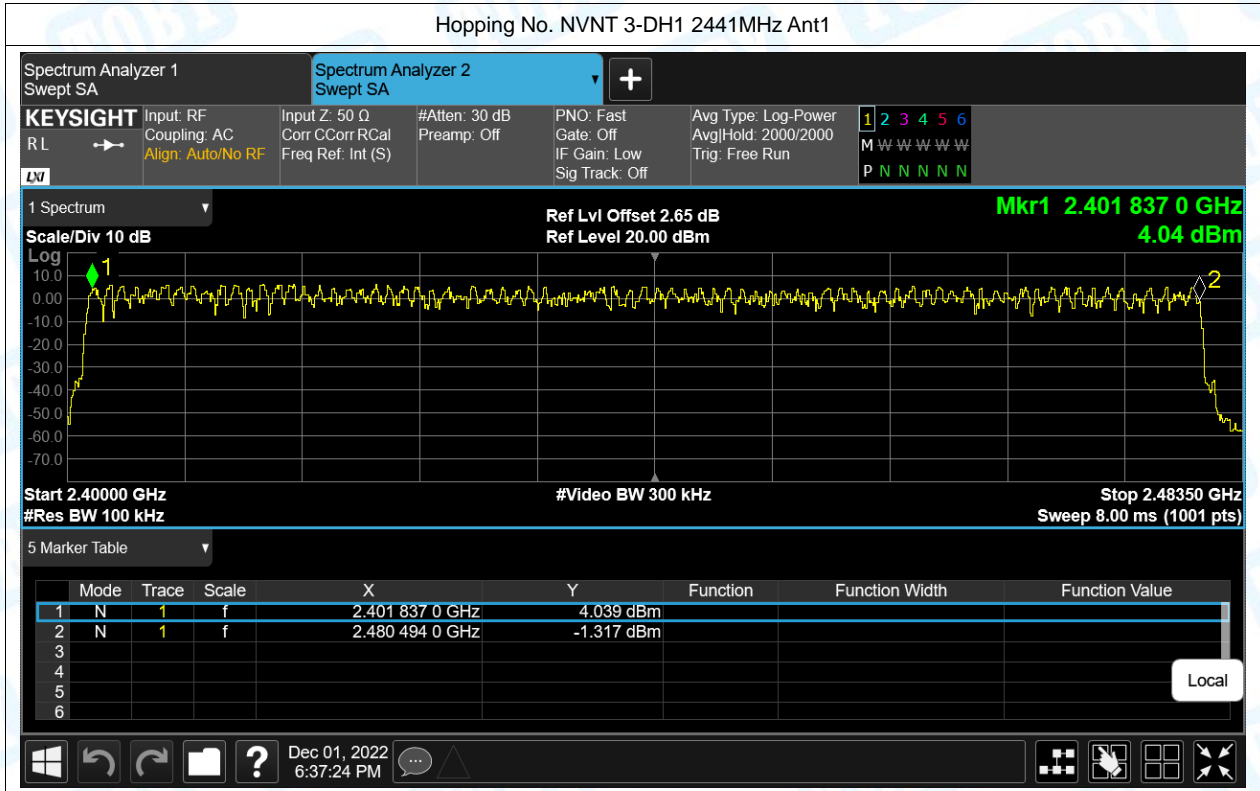 Hopping No. NVNT 3-DH1 2441MHz Ant1
Spectrum Analyzer 1
Swept SA
Spectrum Analyzer 2
Swept SA
KEYSIGHT
R L
LXI
Input: RF
Coupling: AC
Align: Auto/No RF
Input Z: 50 Ω
Corr CCorr RCal
Freq Ref: Int (S)
#Atten: 30 dB
Preamp: Off
PNO: Fast
Gate: Off
IF Gain: Low
Sig Track: Off
Avg Type: Log-Power
Avg|Hold: 2000/2000
Trig: Free Run
1 2 3 4 5 6
M W W W W W
P N N N N N
1 Spectrum
Scale/Div 10 dB
Ref Lvl Offset 2.65 dB
Ref Level 20.00 dBm
Mkr1 2.401 837 0 GHz
4.04 dBm
Log
10.0
0.00
-10.0
-20.0
-30.0
-40.0
-50.0
-60.0
-70.0
1
2
Start 2.40000 GHz
#Res BW 100 kHz
#Video BW 300 kHz
Stop 2.48350 GHz
Sweep 8.00 ms (1001 pts)
5 Marker Table
Mode Trace Scale X Y Function Function Width Function Value
1 N 1 f 2.401 837 0 GHz 4.039 dBm
2 N 1 f 2.480 494 0 GHz -1.317 dBm
3
4
5
6
Local
?
Dec 01, 2022
6:37:24 PM